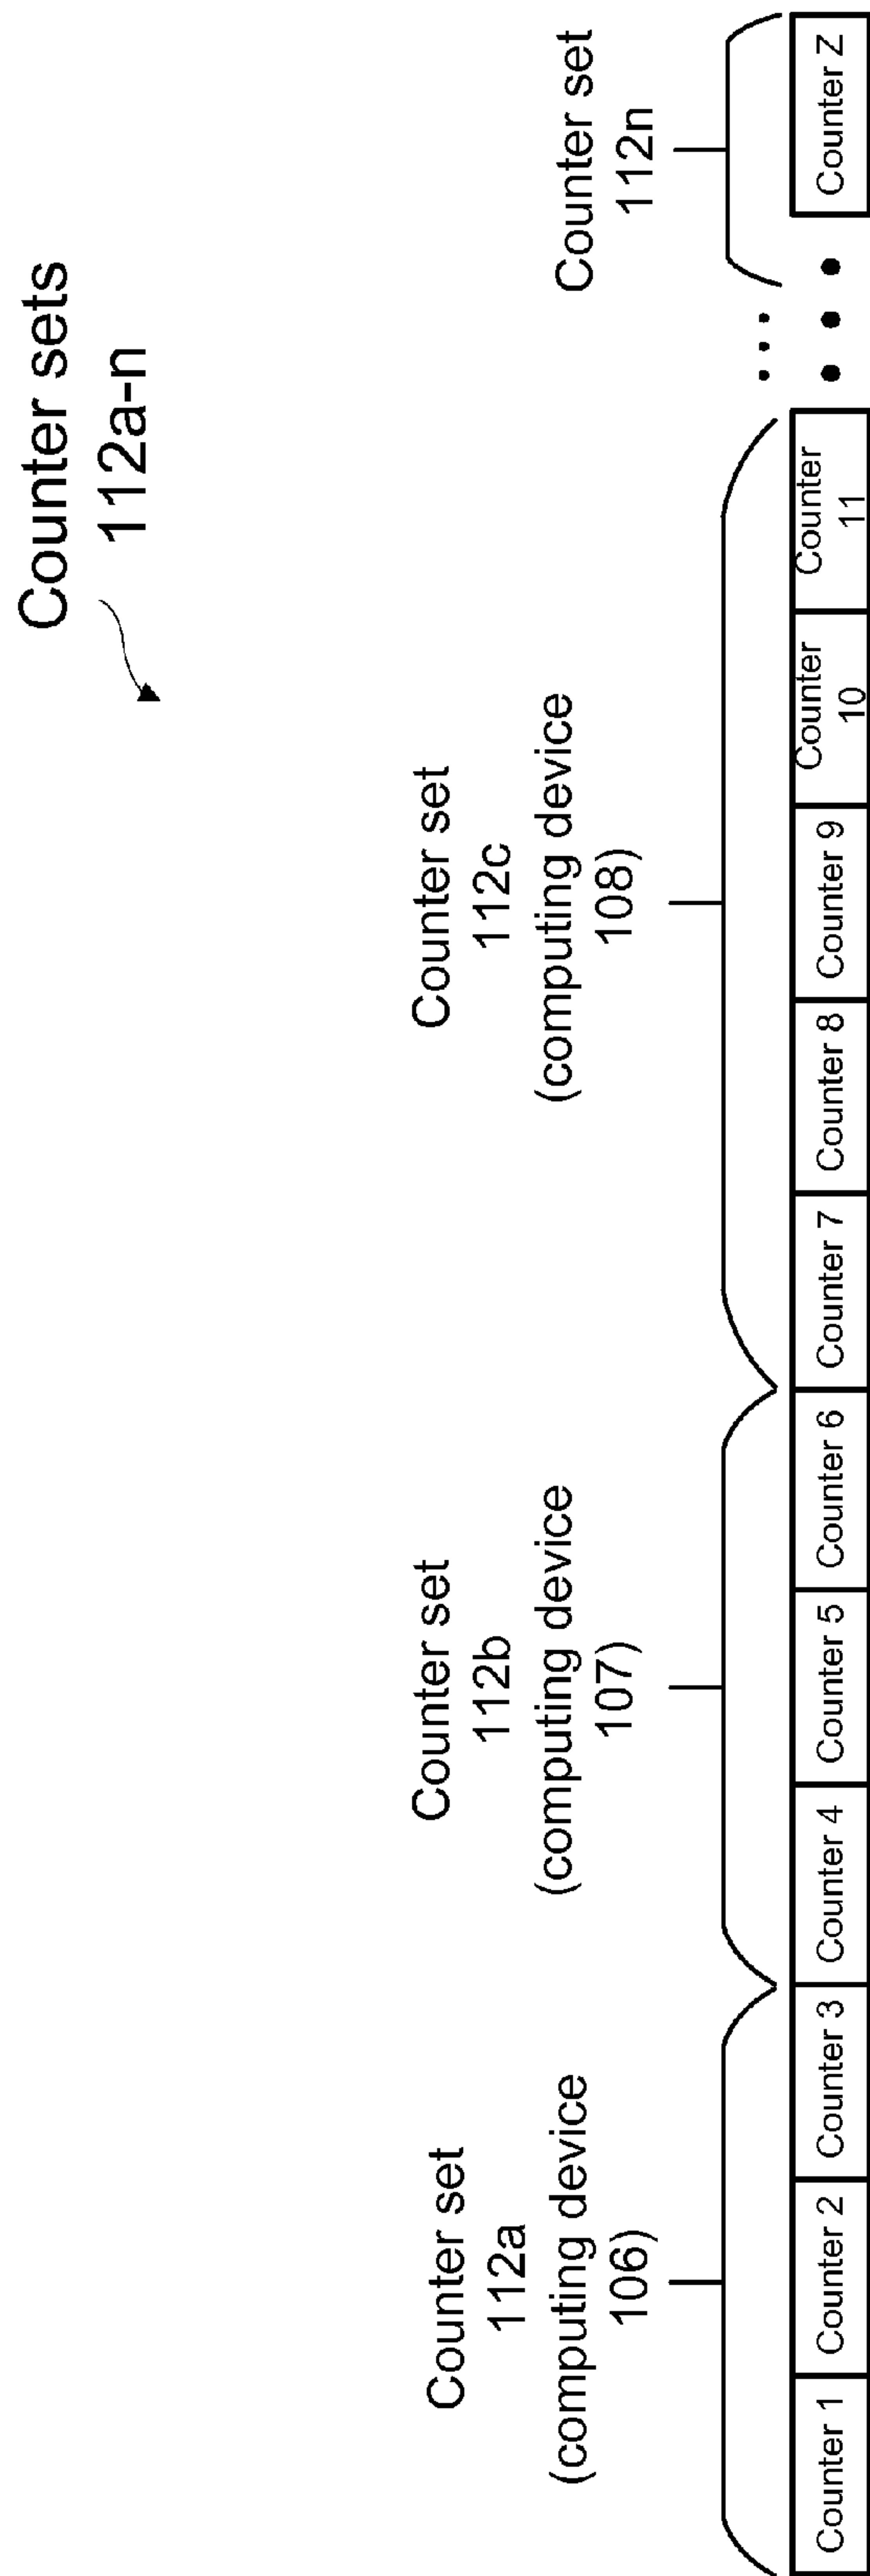 Counter sets
112a-n
Counter set
112a
(computing device
106)
Counter set
112b
(computing device
107)
Counter set
112c
(computing device
108)
Counter set
112n
Counter 1
Counter 2
Counter 3
Counter 4
Counter 5
Counter 6
Counter 7
Counter 8
Counter 9
Counter
10
Counter
11
Counter Z